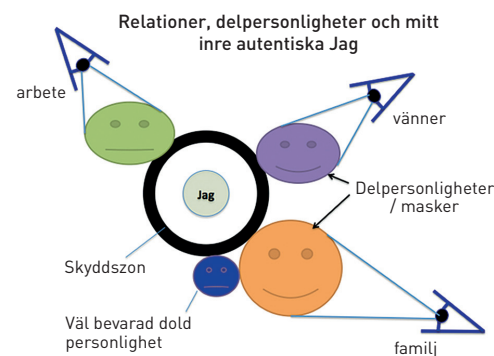 Relationer, delpersonligheter och mitt
inre autentiska Jag
arbete
vänner
Jag
Delpersonligheter
/ masker
Skyddszon
Väl bevarad dold
personlighet
familj